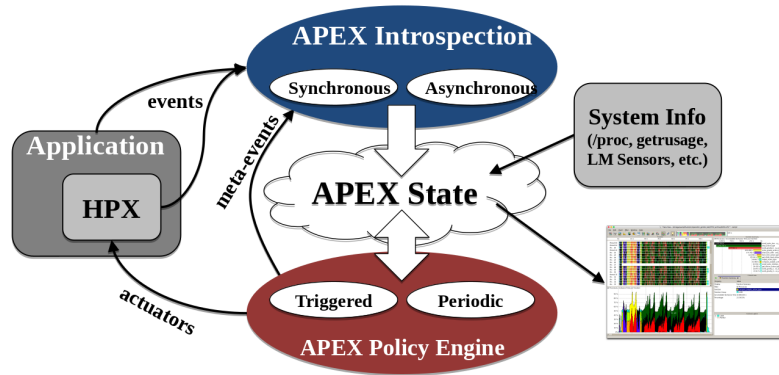 APEX Introspection
Synchronous
Asynchronous
events
Application
HPX
meta-events
System Info
(/proc, getrusage,
LM Sensors, etc.)
APEX State
actuators
Triggered
Periodic
APEX Policy Engine